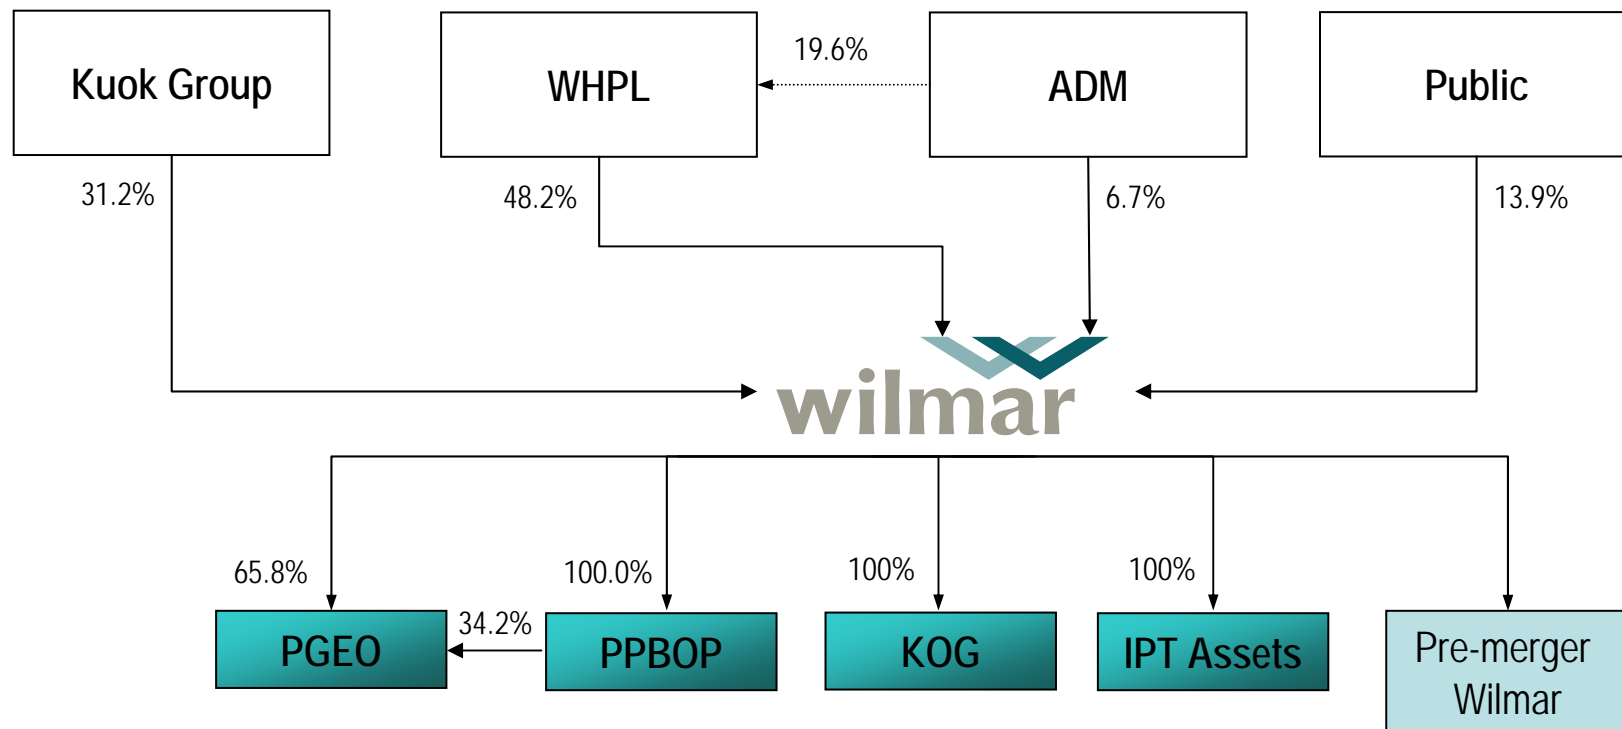 Kuok Group
WHPL
19.6%
ADM
Public
31.2%
48.2%
6.7%
13.9%
wilmar
65.8%
100.0%
100%
100%
PGEO
34.2%
PPBOP
KOG
IPT Assets
Pre-merger
Wilmar